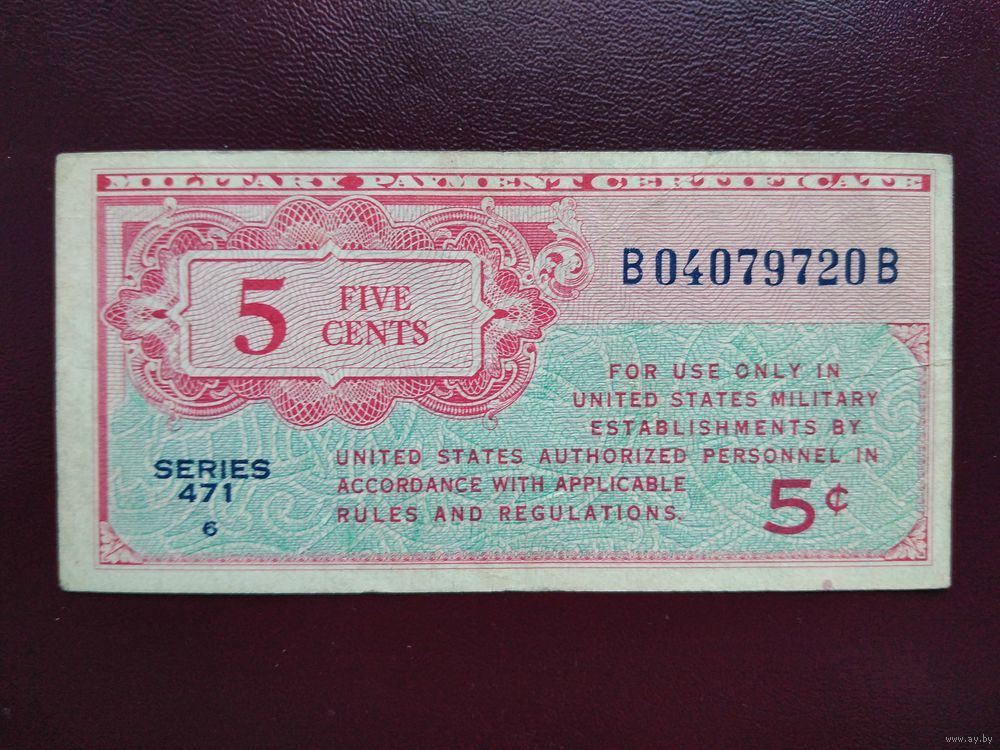 MILITARY PAYMENT CERTIFICATE
B04079720B
5 FIVE
CENTS
FOR USE ONLY IN
UNITED STATES MILITARY
ESTABLISHMENTS BY
UNITED STATES AUTHORIZED PERSONNEL IN
ACCORDANCE WITH APPLICABLE
RULES AND REGULATIONS.
5¢
SERIES
471
6
www.ay.by